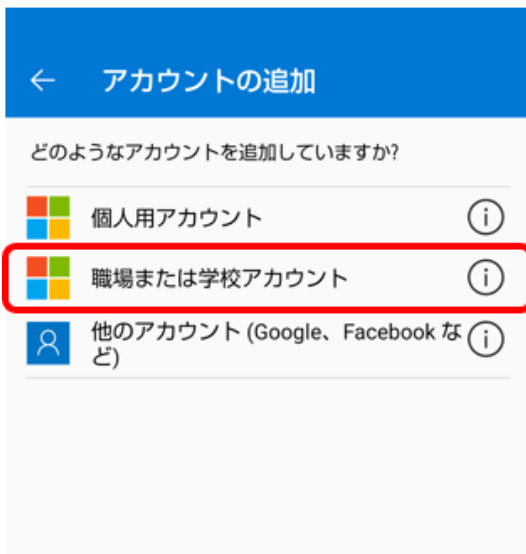 アカウントの追加
どのようなアカウントを追加していますか?
個人用アカウント
職場または学校アカウント
他のアカウント (Google、Facebook な
ど)